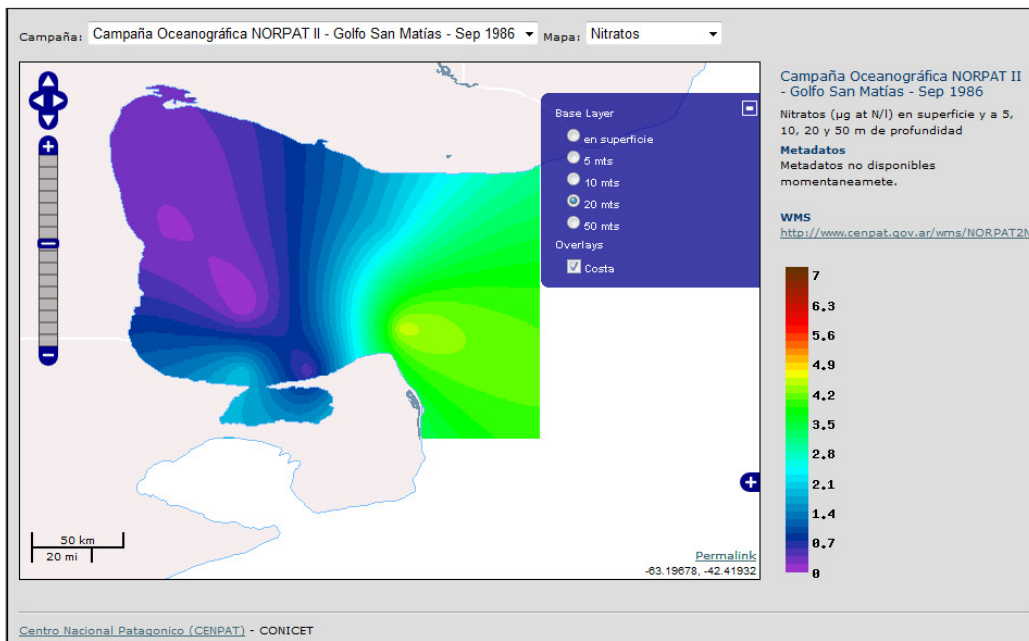 Campaña: Campaña Oceanográfica NORPAT II - Golfo San Matías - Sep 1986 Mapa: Nitratos
Base Layer
en superficie
5 mts
10 mts
20 mts
50 mts
Overlays
Costa
50 km
20 mi
Permalink
-63.19678, -42.41932
Campaña Oceanográfica NORPAT II
- Golfo San Matías - Sep 1986
Nitratos (µg at N/l) en superficie y a 5,
10, 20 y 50 m de profundidad
Metadatos
Metadatos no disponibles
momentaneamete.
WMS
http://www.cenpat.gov.ar/wms/NORPAT2N
7
6.3
5.6
4.9
4.2
3.5
2.8
2.1
1.4
0.7
0
Centro Nacional Patagonico (CENPAT) - CONICET